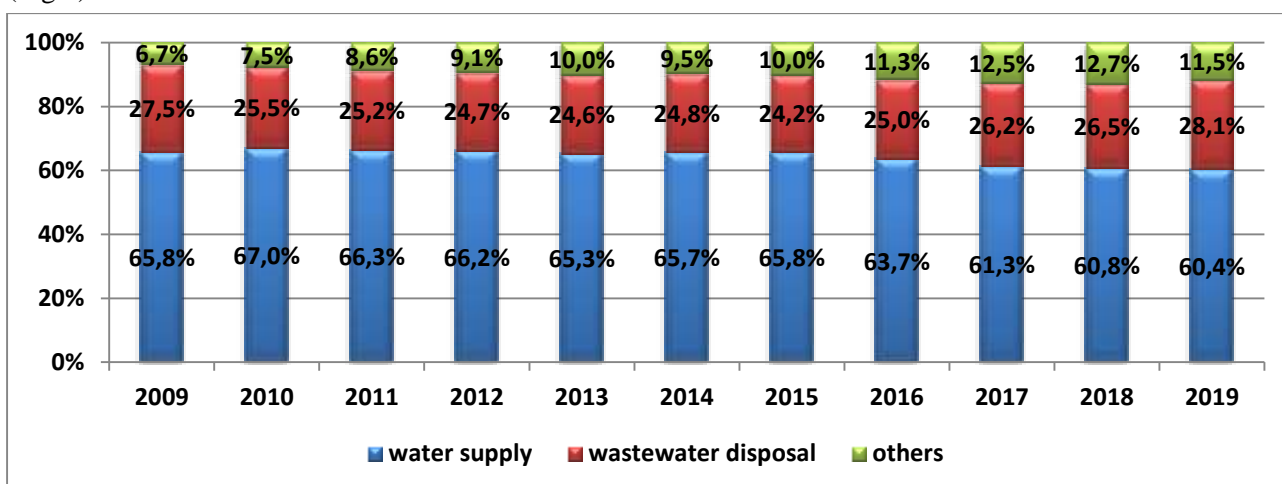 100%
6,7% 7,5% 8,6% 9,1% 10,0% 9,5% 10,0% 11,3% 12,5% 12,7% 11,5%
80%
27,5% 25,5% 25,2% 24,7% 24,6% 24,8% 24,2% 25,0% 26,2% 26,5% 28,1%
60%
40%
65,8% 67,0% 66,3% 66,2% 65,3% 65,7% 65,8% 63,7% 61,3% 60,8% 60,4%
20%
0%
2009 2010 2011 2012 2013 2014 2015 2016 2017 2018 2019
water supply wastewater disposal others